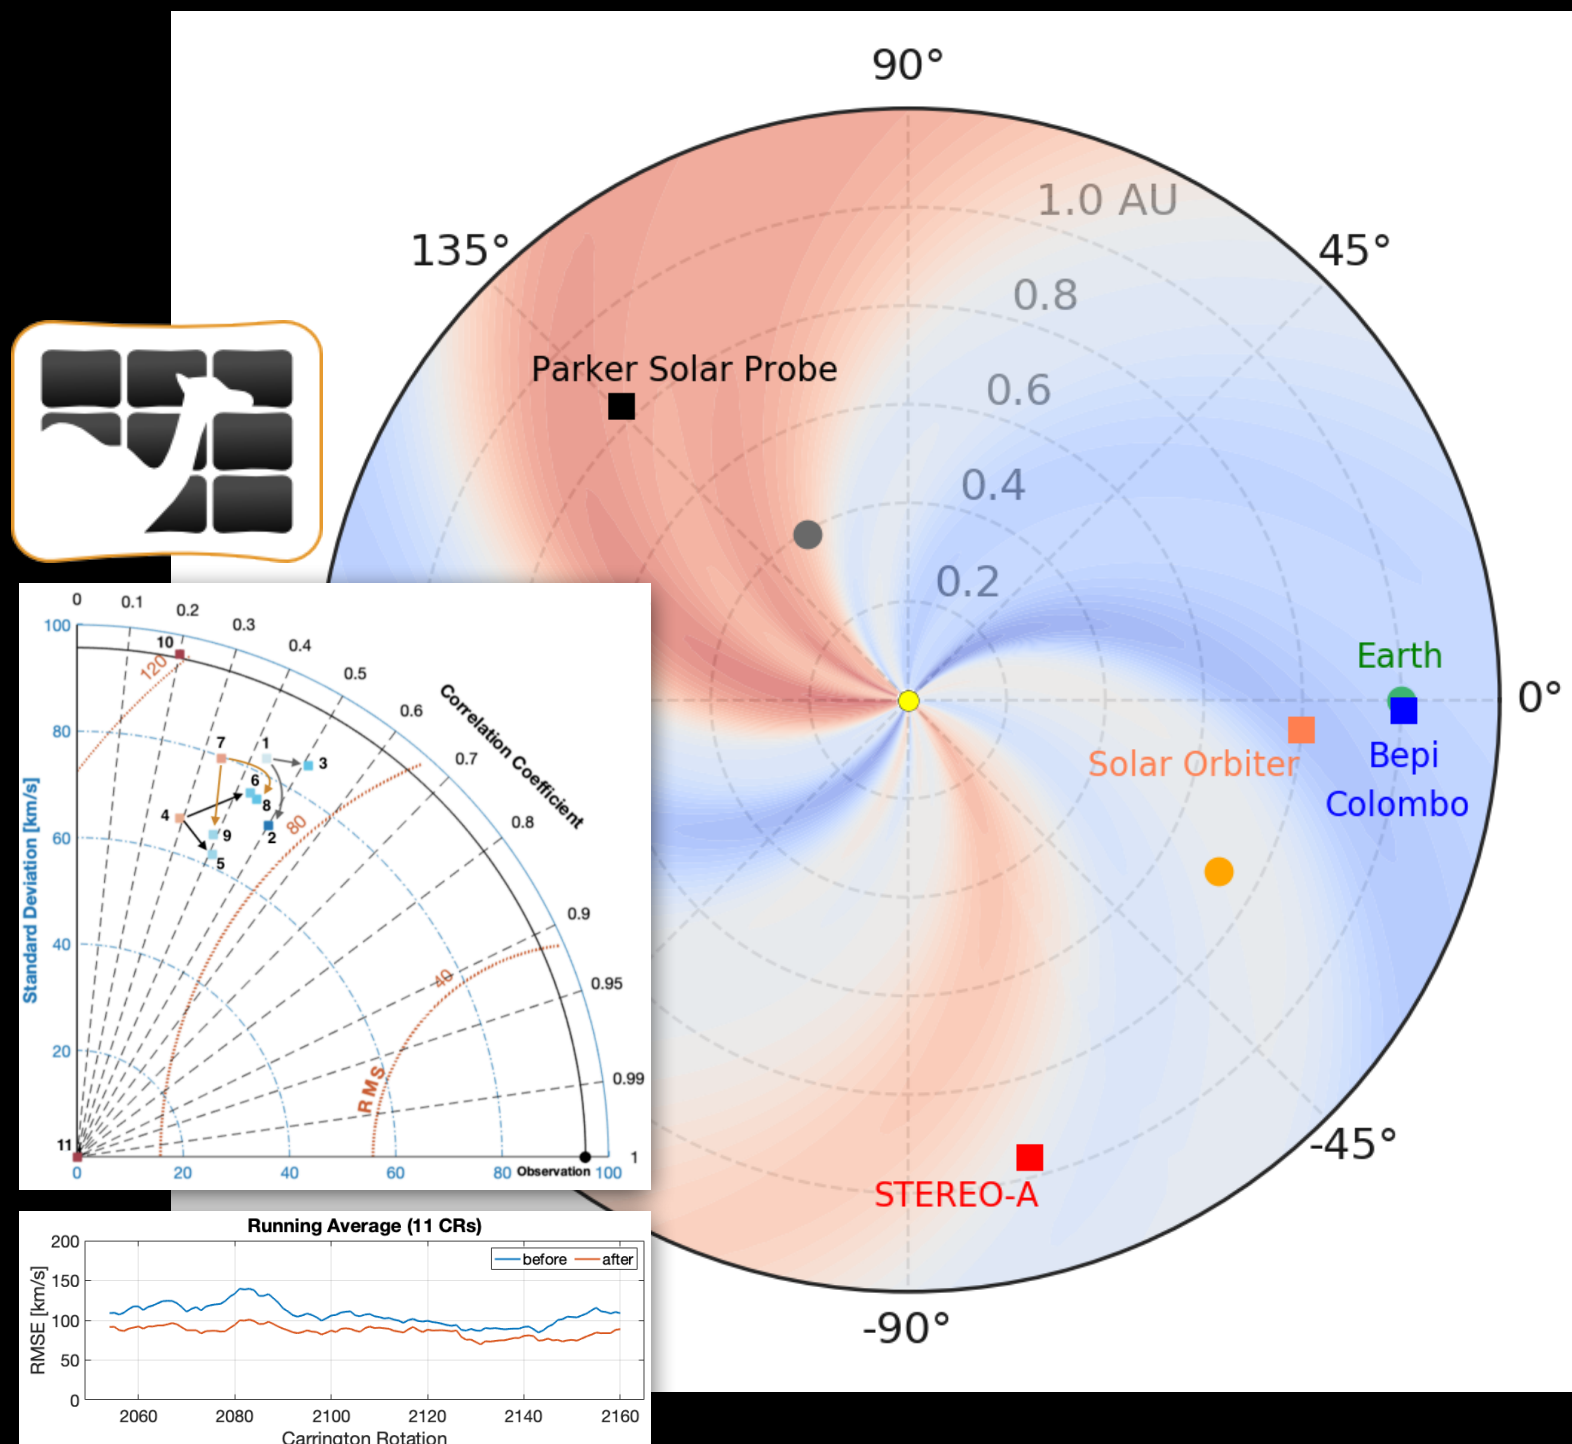 90°
135°
45°
1.0 AU
0.8
0.6
0.4
0.2
Parker Solar Probe
Earth
0°
Bepi
Colombo
Solar Orbiter
STEREO-A
-45°
-90°
0 0.1 0.2 0.3 0.4 0.5 0.6 0.7 0.8 0.9 0.95 0.99 1
Correlation Coefficient
Standard Deviation [km/s]
100
80
60
40
20
0 20 40 60 80 Observation 100
120
80
40
RMS
10
7 1 3
6
8
4
9 2
5
11
Running Average (11 CRs)
before after
RMSE [km/s]
200
150
100
50
0
2060 2080 2100 2120 2140 2160
Carrington Rotation